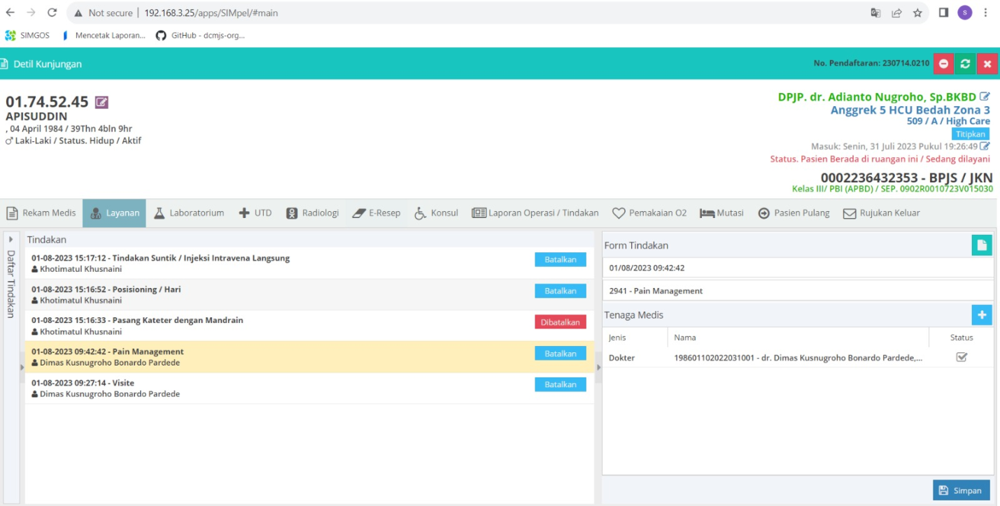 Not secure | 192.168.3.25/apps/SIMpel/#main
S
SIMGOS
Mencetak Laporan...
GitHub - dcmjs-org...
Detil Kunjungan
No. Pendaftaran: 230714.0210
01.74.52.45
APISUDDIN
, 04 April 1984 / 39Thn 4bln 9hr
Laki-Laki / Status. Hidup / Aktif
DPJP. dr. Adianto Nugroho, Sp.BKBD
Anggrek 5 HCU Bedah Zona 3
509 / A / High Care
Titipkan
Masuk: Senin, 31 Juli 2023 Pukul 19:26:49
Status. Pasien Berada di ruangan ini / Sedang dilayani
0002236432353 - BPJS / JKN
Kelas III/ PBI (APBD) / SEP. 0902R0010723V015030
Rekam Medis
Layanan
Laboratorium
UTD
Radiologi
E-Resep
Konsul
Laporan Operasi / Tindakan
Pemakaian O2
Mutasi
Pasien Pulang
Rujukan Keluar
Daftar Tindakan
Tindakan
01-08-2023 15:17:12 - Tindakan Suntik / Injeksi Intravena Langsung
Khotimatul Khusnaini
Batalkan
01-08-2023 15:16:52 - Posisioning / Hari
Khotimatul Khusnaini
Batalkan
01-08-2023 15:16:33 - Pasang Kateter dengan Mandrain
Khotimatul Khusnaini
Dibatalkan
01-08-2023 09:42:42 - Pain Management
Dimas Kusnugroho Bonardo Pardede
Batalkan
01-08-2023 09:27:14 - Visite
Dimas Kusnugroho Bonardo Pardede
Batalkan
Form Tindakan
01/08/2023 09:42:42
2941 - Pain Management
Tenaga Medis
Jenis
Nama
Status
Dokter
198601102022031001 - dr. Dimas Kusnugroho Bonardo Pardede,...
Simpan